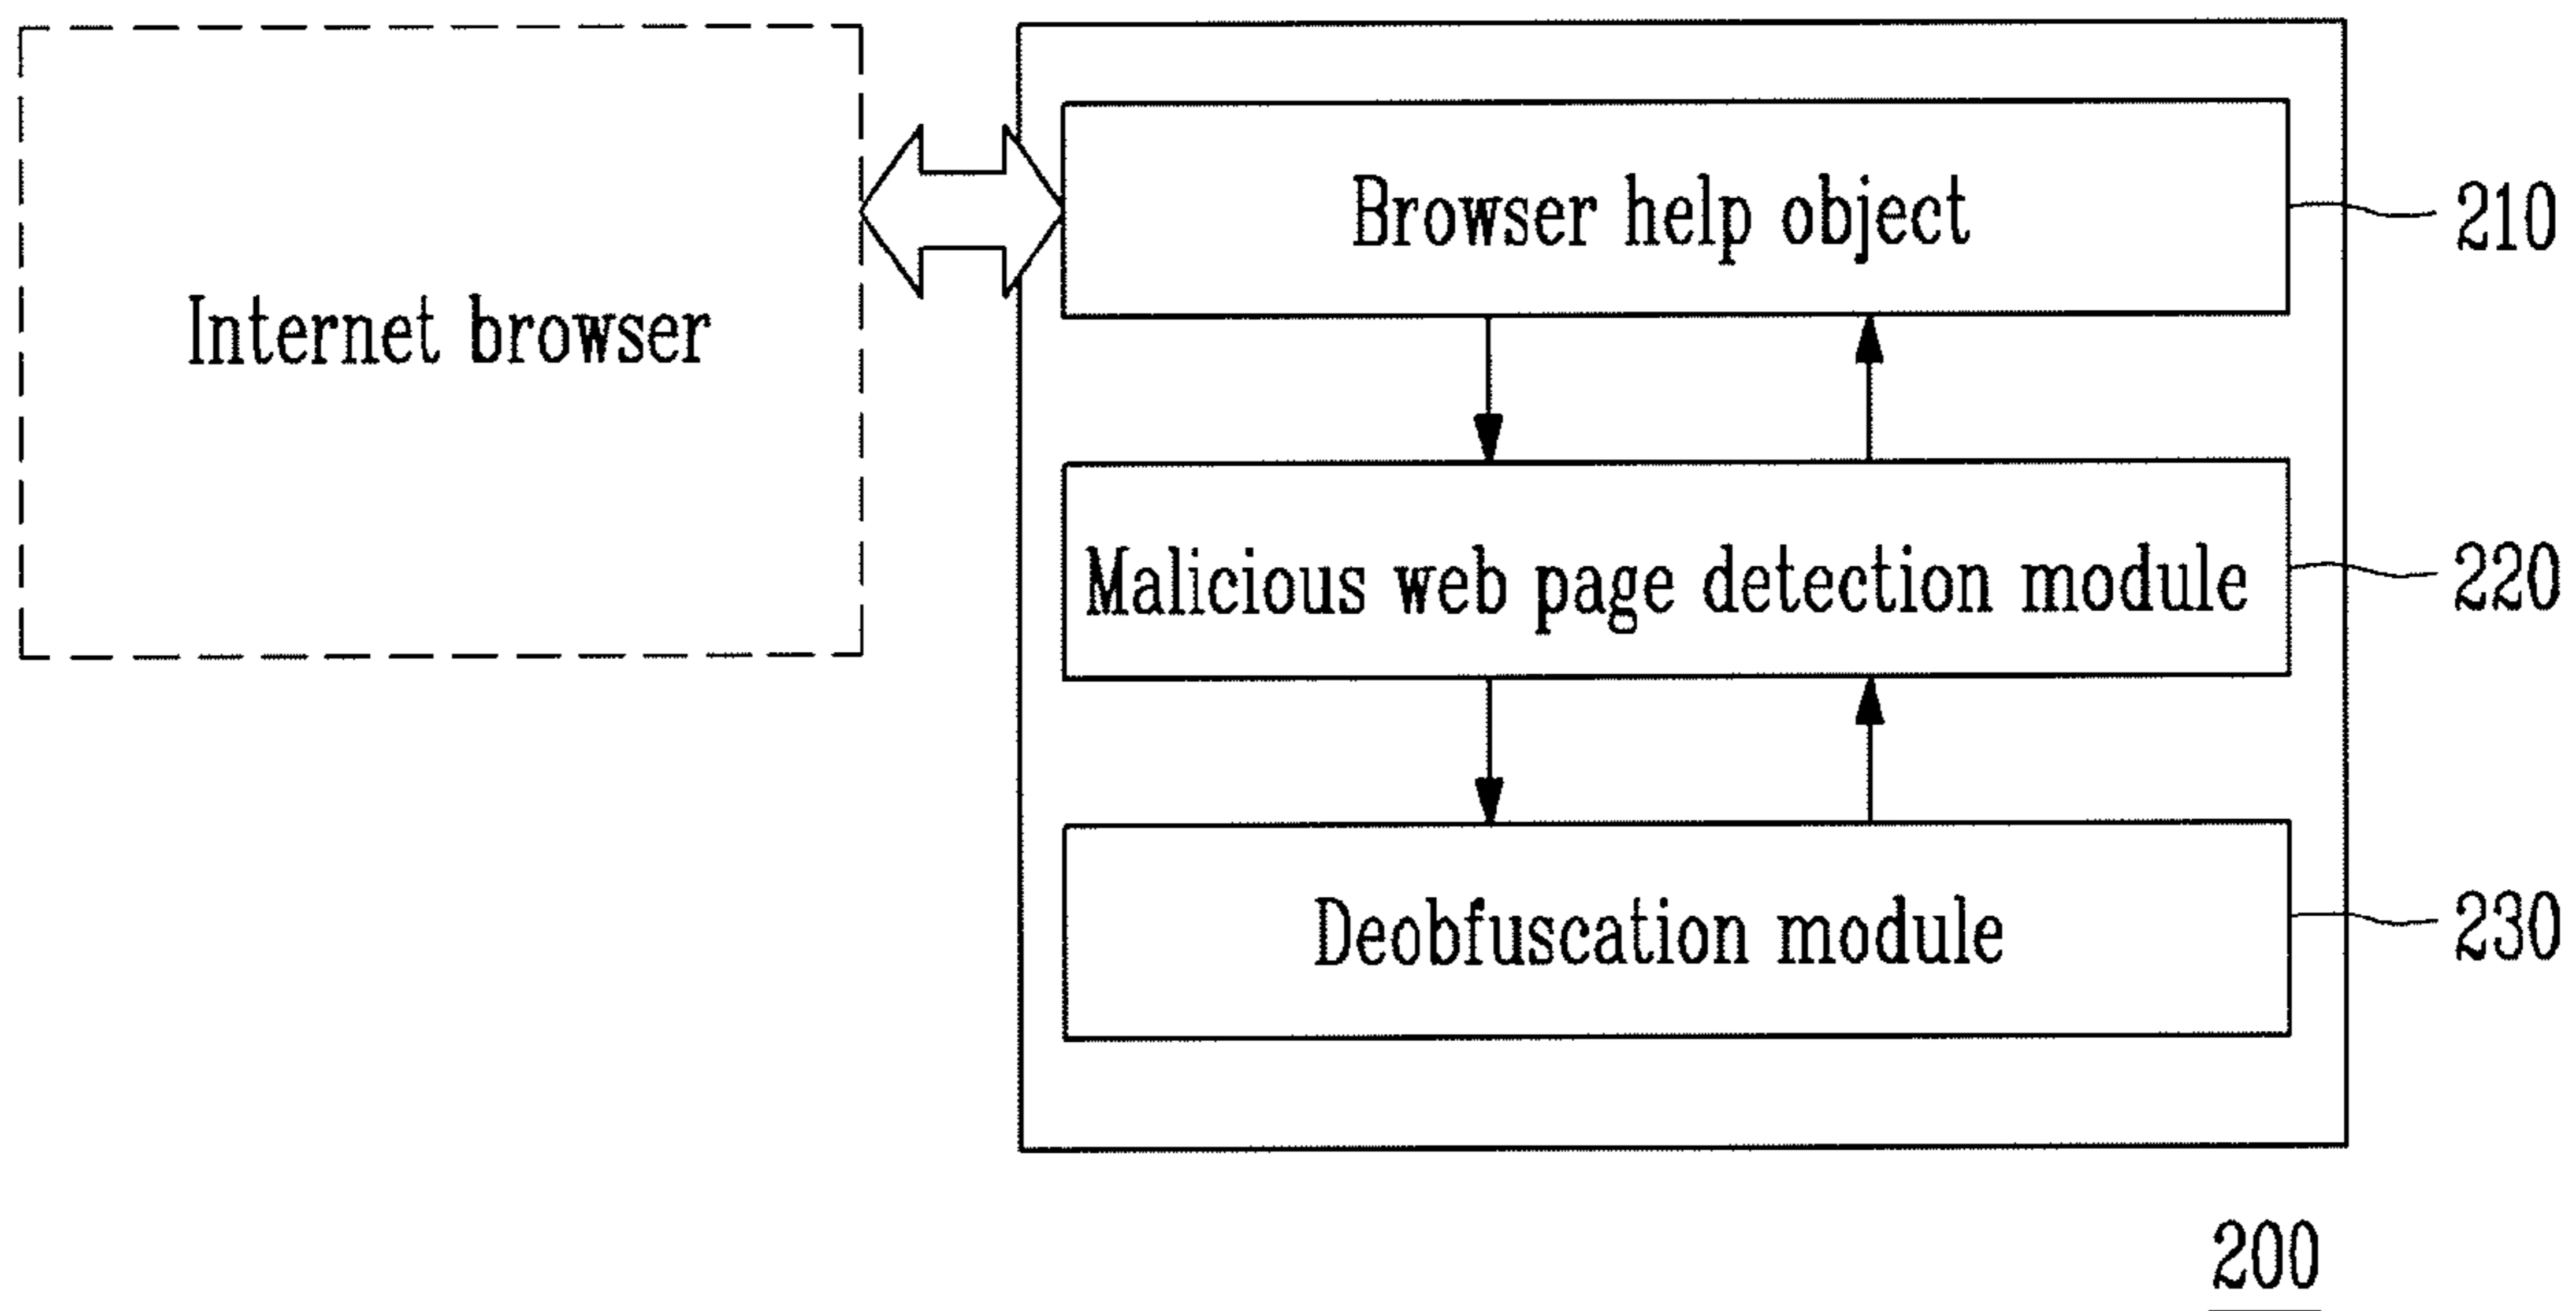 Internet browser
Browser help object
210
Malicious web page detection module
220
Deobfuscation module
230
200